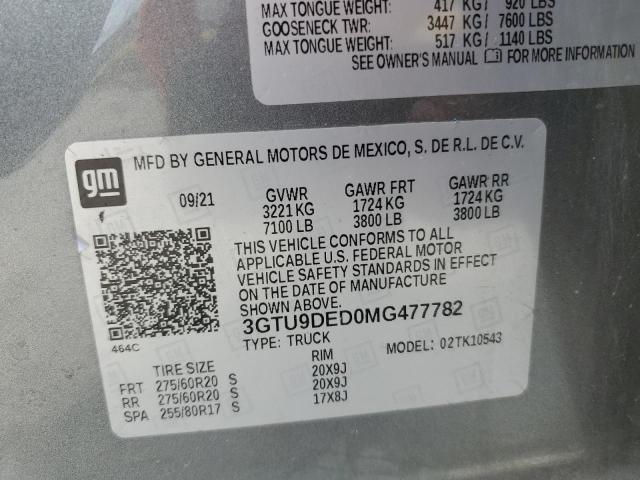 MAX TONGUE WEIGHT: 417 KG/ 920 LBS
GOOSENECK TWR: 3447 KG/ 7600 LBS
MAX TONGUE WEIGHT: 517 KG/ 1140 LBS
SEE OWNER'S MANUAL FOR MORE INFORMATION
gm
MFD BY GENERAL MOTORS DE MEXICO, S. DE R.L. DE C.V.
09/21 GVWR GAWR FRT GAWR RR
3221 KG 1724 KG 1724 KG
7100 LB 3800 LB 3800 LB
THIS VEHICLE CONFORMS TO ALL
APPLICABLE U.S. FEDERAL MOTOR
VEHICLE SAFETY STANDARDS IN EFFECT
ON THE DATE OF MANUFACTURE
SHOWN ABOVE.
3GTU9DED0MG477782
464C
TYPE: TRUCK MODEL: 02TK10543
TIRE SIZE RIM
FRT 275/60R20 S 20X9J
RR 275/60R20 S 20X9J
SPA 255/80R17 S 17X8J